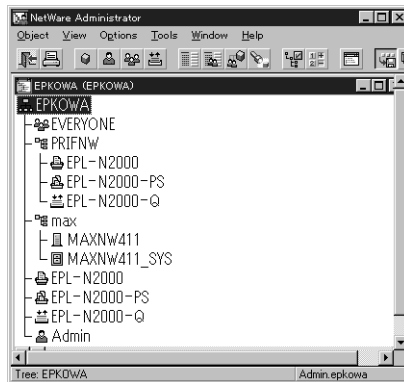 NetWare Administrator
Object View Options Tools Window Help
EPKOWA (EPKOWA)
EPKOWA
EVERYONE
PRIFNW
EPL-N2000
EPL-N2000-PS
EPL-N2000-Q
max
MAXNW411
MAXNW411_SYS
EPL-N2000
EPL-N2000-PS
EPL-N2000-Q
Admin
Tree: EPKOWA
Admin.epkowa